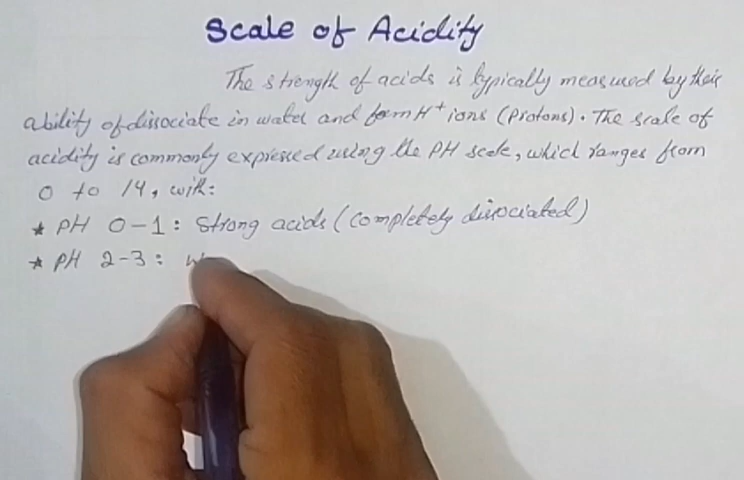 Scale of Acidity
The strength of acids is typically measured by their
ability of dissociate in water and form H+ ions (Protons). The scale of
acidity is commonly expressed using the PH scale, which ranges from
0 to 14, with:
* PH 0-1: Strong acids (Completely dissociated)
* PH 2-3: W